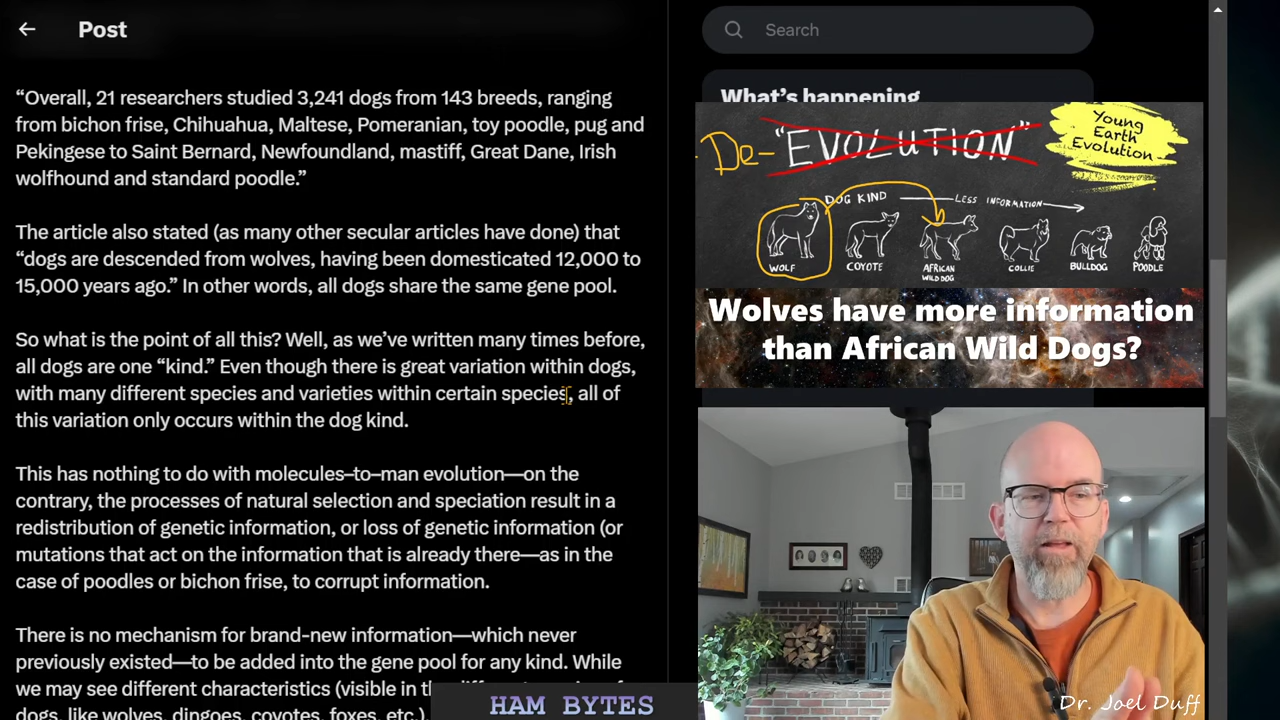 Post
“Overall, 21 researchers studied 3,241 dogs from 143 breeds, ranging
from bichon frise, Chihuahua, Maltese, Pomeranian, toy poodle, pug and
Pekingese to Saint Bernard, Newfoundland, mastiff, Great Dane, Irish
wolfhound and standard poodle.”
The article also stated (as many other secular articles have done) that
“dogs are descended from wolves, having been domesticated 12,000 to
15,000 years ago.” In other words, all dogs share the same gene pool.
So what is the point of all this? Well, as we’ve written many times before,
all dogs are one “kind.” Even though there is great variation within dogs,
with many different species and varieties within certain species, all of
this variation only occurs within the dog kind.
This has nothing to do with molecules–to–man evolution—on the
contrary, the processes of natural selection and speciation result in a
redistribution of genetic information, or loss of genetic information (or
mutations that act on the information that is already there—as in the
case of poodles or bichon frise, to corrupt information.
There is no mechanism for brand-new information—which never
previously existed—to be added into the gene pool for any kind. While
we may see different characteristics (visible in
dogs, like wolves, dingoes, coyotes, foxes, etc.)
HAM BYTES
Search
What’s happening
De-"EVOLUTION"
Young
Earth
Evolution
DOG KIND LESS INFORMATION
WOLF COYOTE AFRICAN WILD DOG COLLIE BULLDOG POODLE
Wolves have more information
than African Wild Dogs?
Dr. Joel Duff